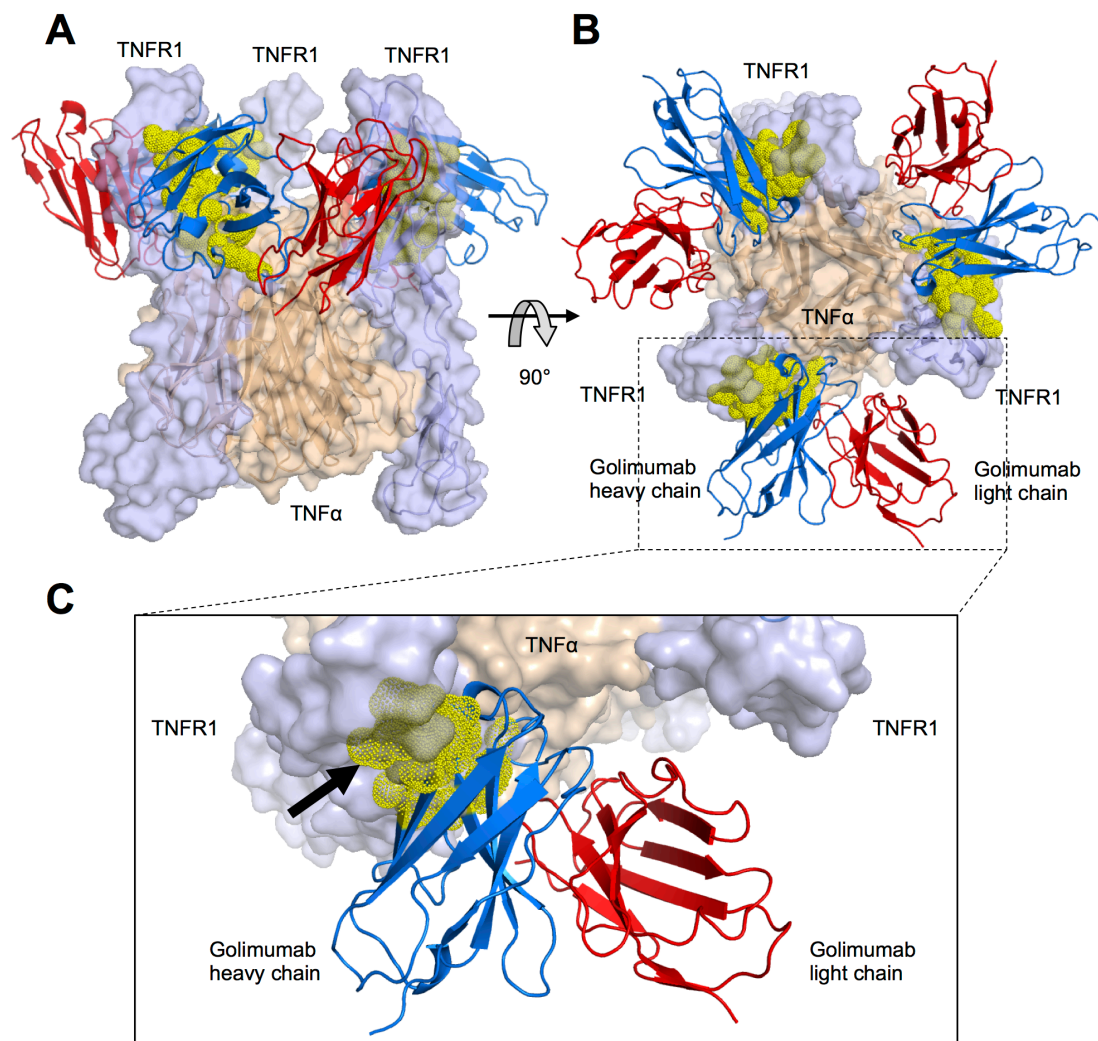 A
TNFR1
TNFR1
TNFR1
TNFα
90°
B
TNFR1
TNFα
TNFR1
TNFR1
Golimumab
heavy chain
Golimumab
light chain
C
TNFα
TNFR1
TNFR1
Golimumab
heavy chain
Golimumab
light chain